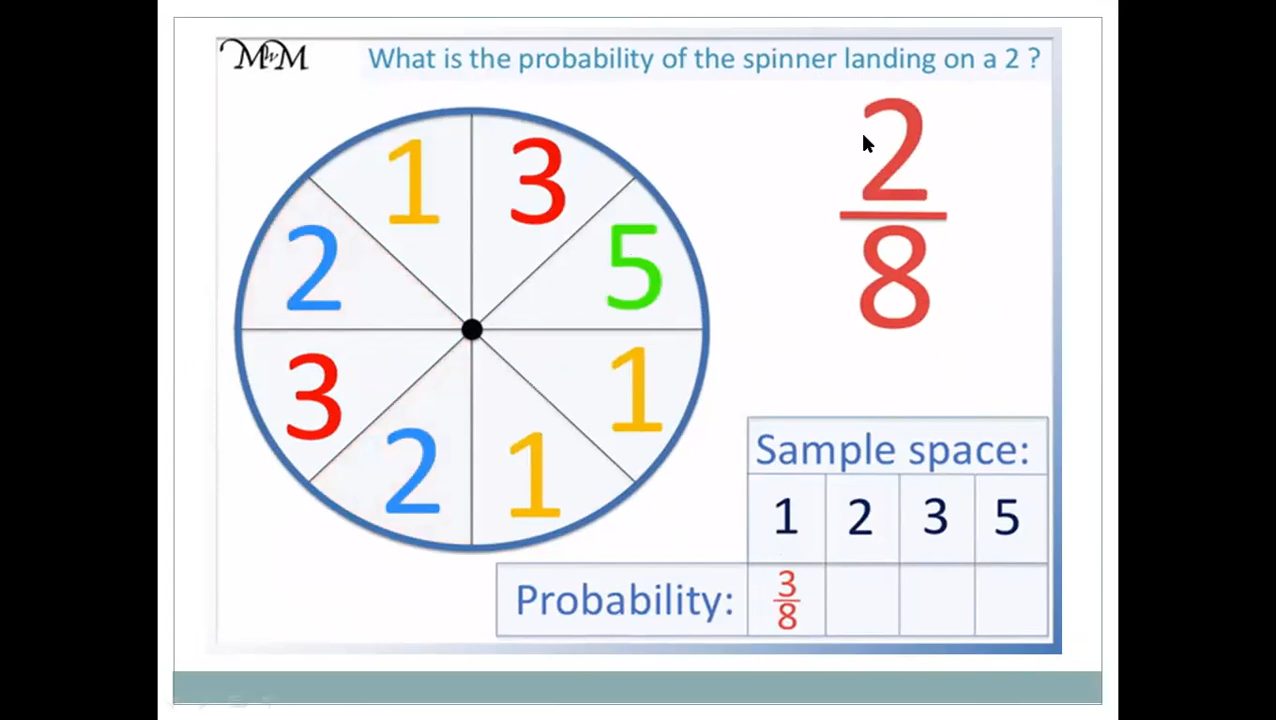 MwM
What is the probability of the spinner landing on a 2 ?
1 3
2 5
3 1
2 1
2
8
Sample space:
1 2 3 5
Probability: 3/8